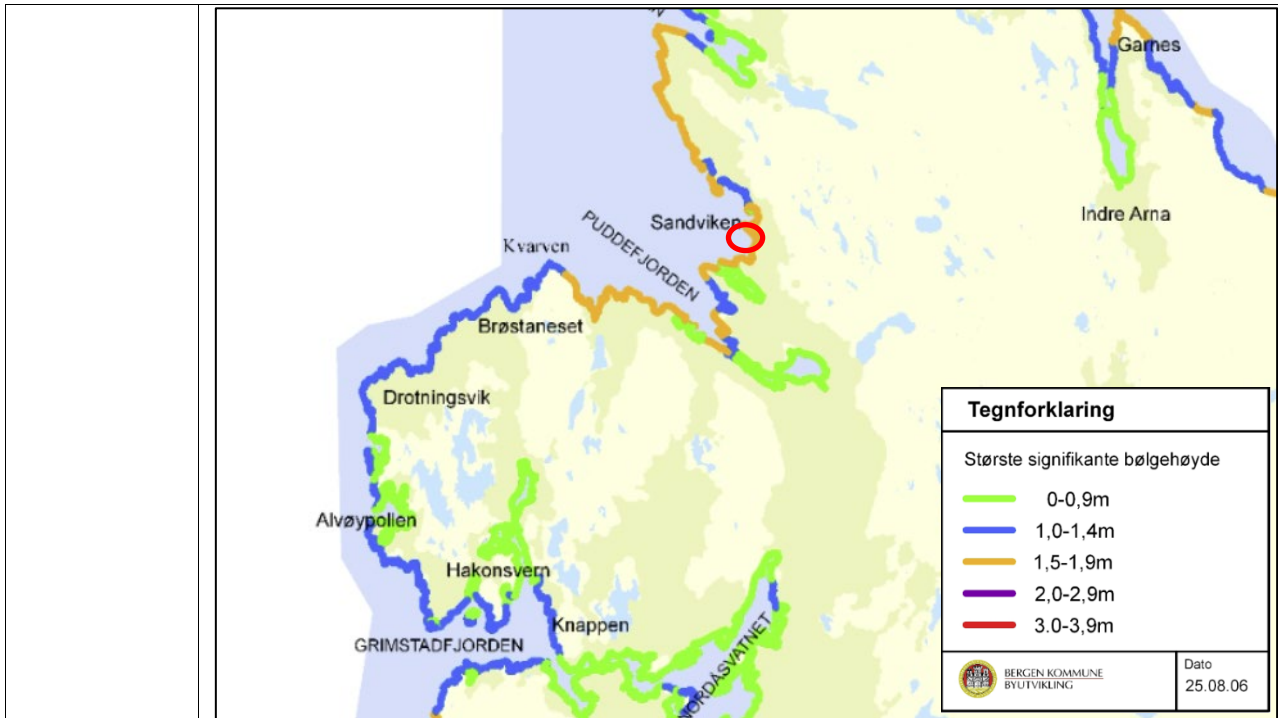 Garnes
Indre Arna
Sandviken
PUDDEFJORDEN
Kvarven
Brøstaneset
Drotningsvik
Alvøypollen
Hakonsvern
Knappen
GRIMSTADFJORDEN
NORDÅSVATNET
Tegnforklaring
Største signifikante bølgehøyde
0-0,9m
1,0-1,4m
1,5-1,9m
2,0-2,9m
3.0-3,9m
BERGEN KOMMUNE
BYUTVIKLING
Dato
25.08.06